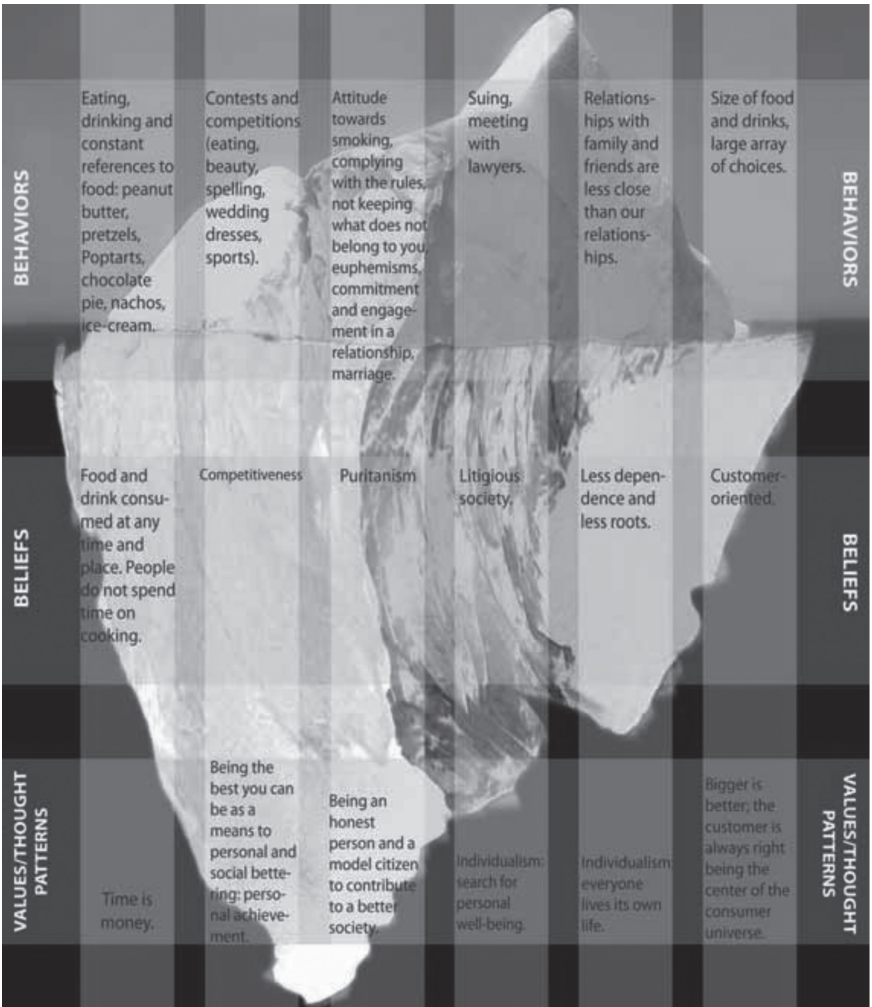 BEHAVIORS
Eating,
drinking and
constant
references to
food: peanut
butter,
pretzels,
Poptarts,
chocolate
pie, nachos,
ice-cream.
Contests and
competitions
(eating,
beauty,
spelling,
wedding
dresses,
sports).
Attitude
towards
smoking,
complying
with the rules,
not keeping
what does not
belong to you,
euphemisms,
commitment
and engage-
ment in a
relationship,
marriage.
Suing,
meeting
with
lawyers.
Relations-
hips with
family and
friends are
less close
than our
relations-
hips.
Size of food
and drinks,
large array
of choices.
BEHAVIORS
BELIEFS
Food and
drink consu-
med at any
time and
place. People
do not spend
time on
cooking.
Competitiveness
Puritanism
Litigious
society.
Less depen-
dence and
less roots.
Customer-
oriented.
BELIEFS
VALUES/THOUGHT
PATTERNS
Time is
money.
Being the
best you can
be as a
means to
personal and
social bette-
ring: perso-
nal achieve-
ment.
Being an
honest
person and a
model citizen
to contribute
to a better
society.
Individualism:
search for
personal
well-being.
Individualism:
everyone
lives its own
life.
Bigger is
better; the
customer is
always right
being the
center of the
consumer
universe.
VALUES/THOUGHT
PATTERNS